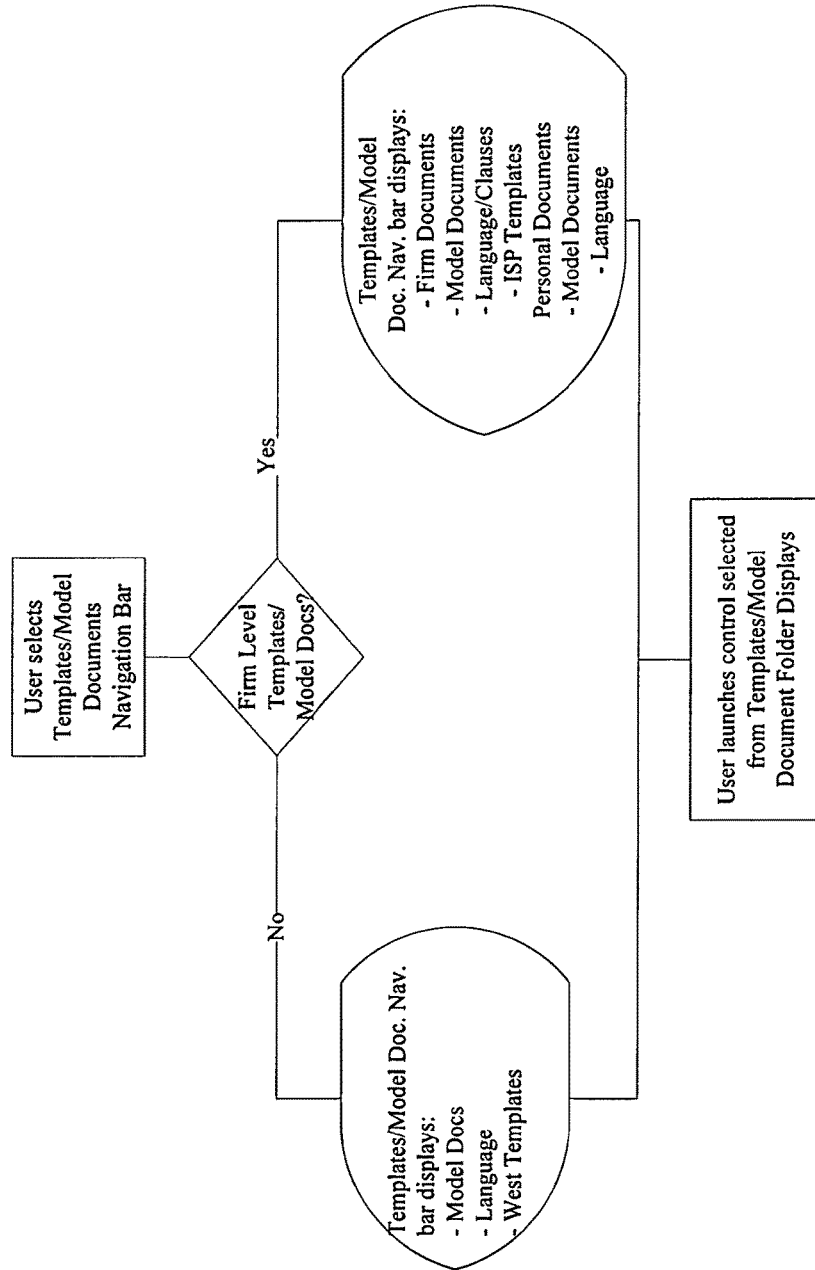 User selects
Templates/Model
Documents
Navigation Bar
Firm Level
Templates/
Model Docs?
No
Yes
Templates/Model Doc. Nav.
bar displays:
- Model Docs
- Language
- West Templates
Templates/Model
Doc. Nav. bar displays:
- Firm Documents
- Model Documents
- Language/Clauses
- ISP Templates
Personal Documents
- Model Documents
- Language
User launches control selected
from Templates/Model
Document Folder Displays